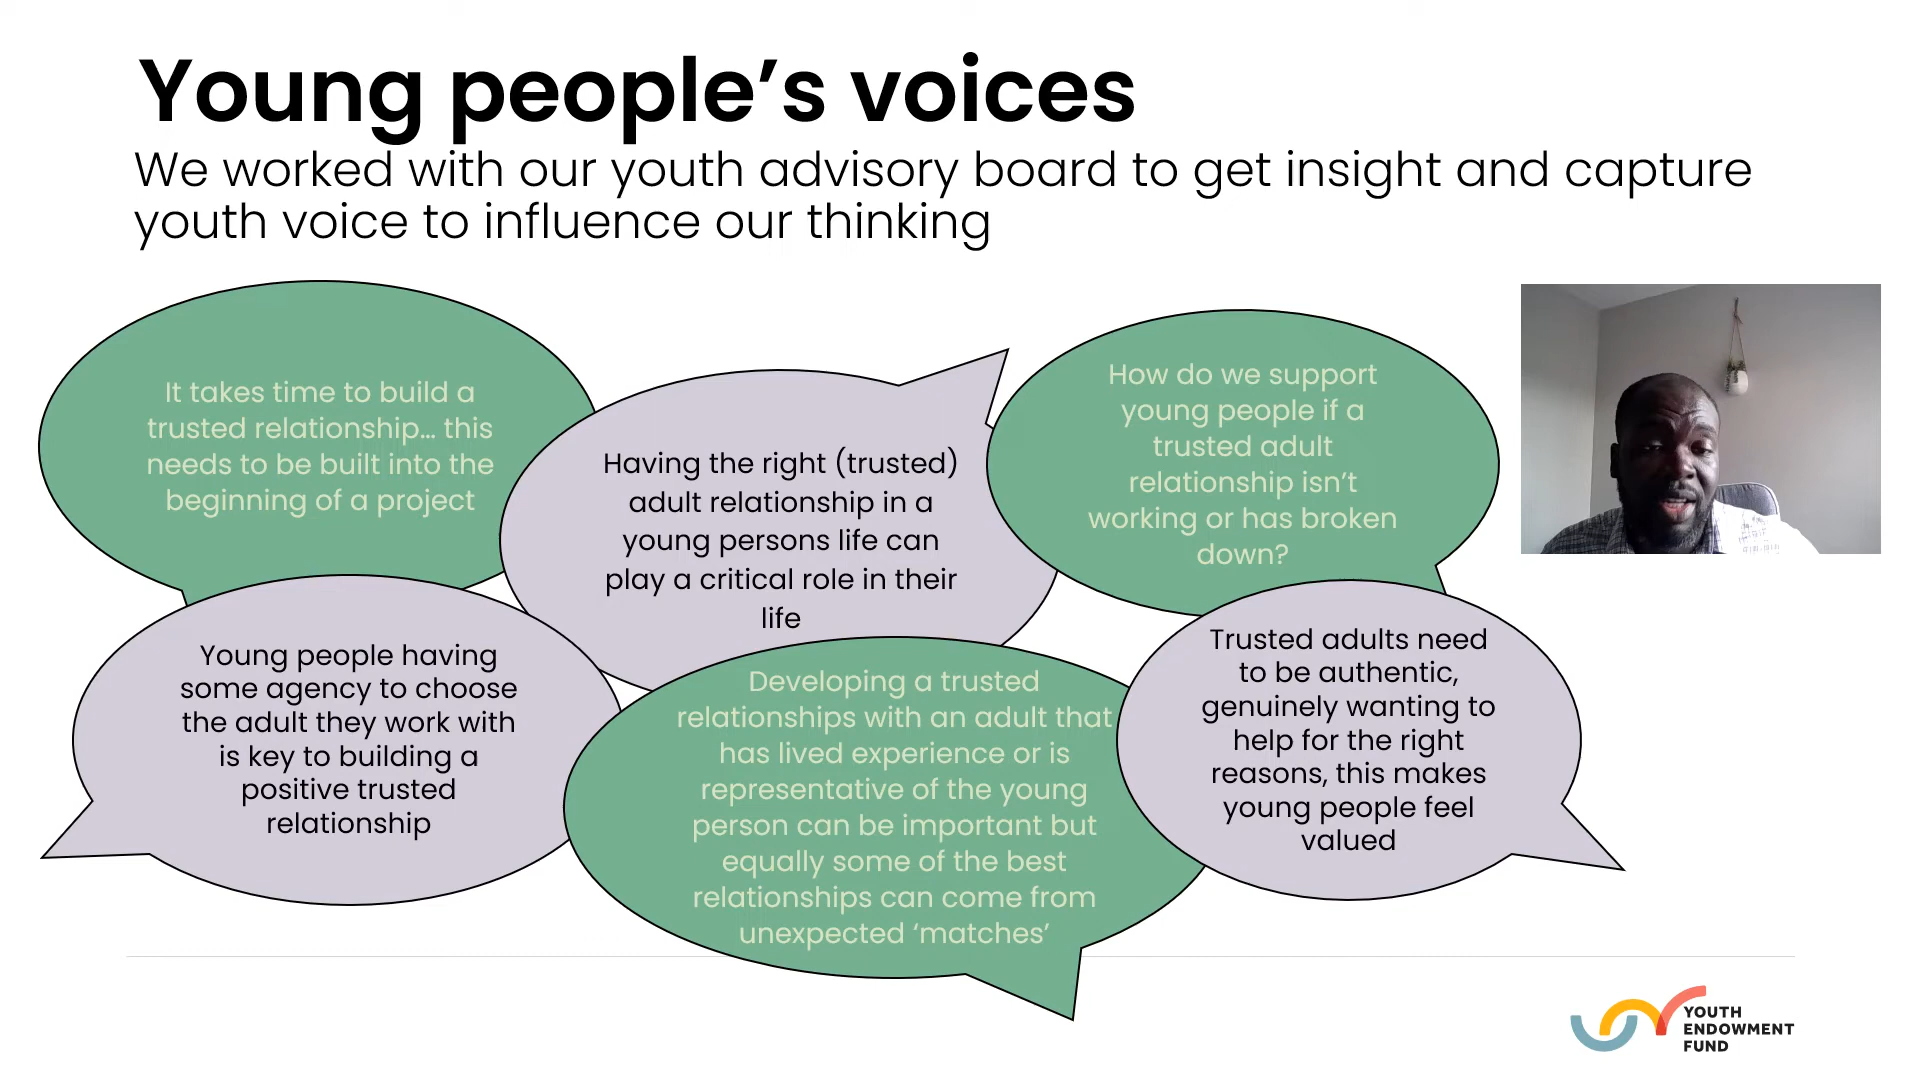 Young people’s voices
We worked with our youth advisory board to get insight and capture
youth voice to influence our thinking
It takes time to build a
trusted relationship… this
needs to be built into the
beginning of a project
Having the right (trusted)
adult relationship in a
young persons life can
play a critical role in their
life
How do we support
young people if a
trusted adult
relationship isn’t
working or has broken
down?
Young people having
some agency to choose
the adult they work with
is key to building a
positive trusted
relationship
Developing a trusted
relationships with an adult that
has lived experience or is
representative of the young
person can be important but
equally some of the best
relationships can come from
unexpected ‘matches’
Trusted adults need
to be authentic,
genuinely wanting to
help for the right
reasons, this makes
young people feel
valued
YOUTH
ENDOWMENT
FUND